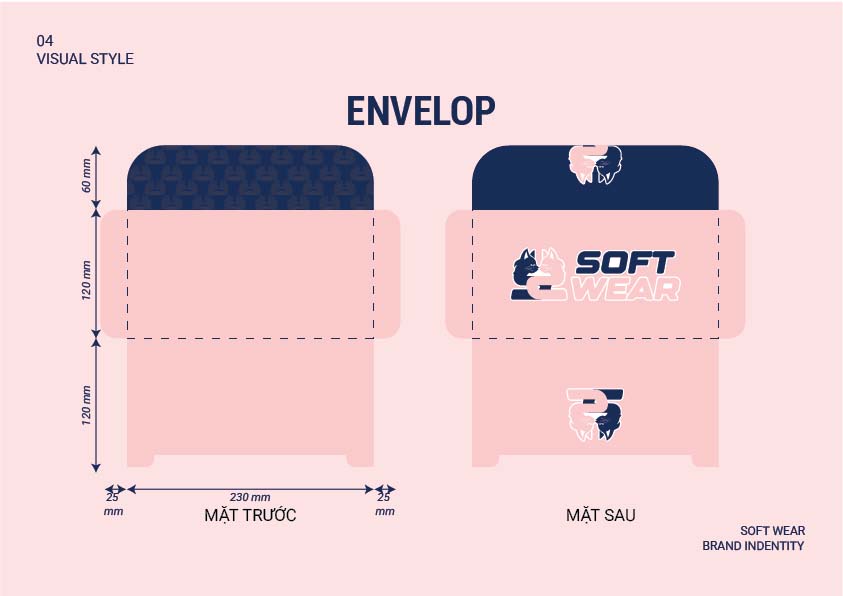 04
VISUAL STYLE
ENVELOP
60 mm
120 mm
SOFT
WEAR
120 mm
25
mm
230 mm
25
mm
MẶT TRƯỚC
MẶT SAU
SOFT WEAR
BRAND INDENTITY